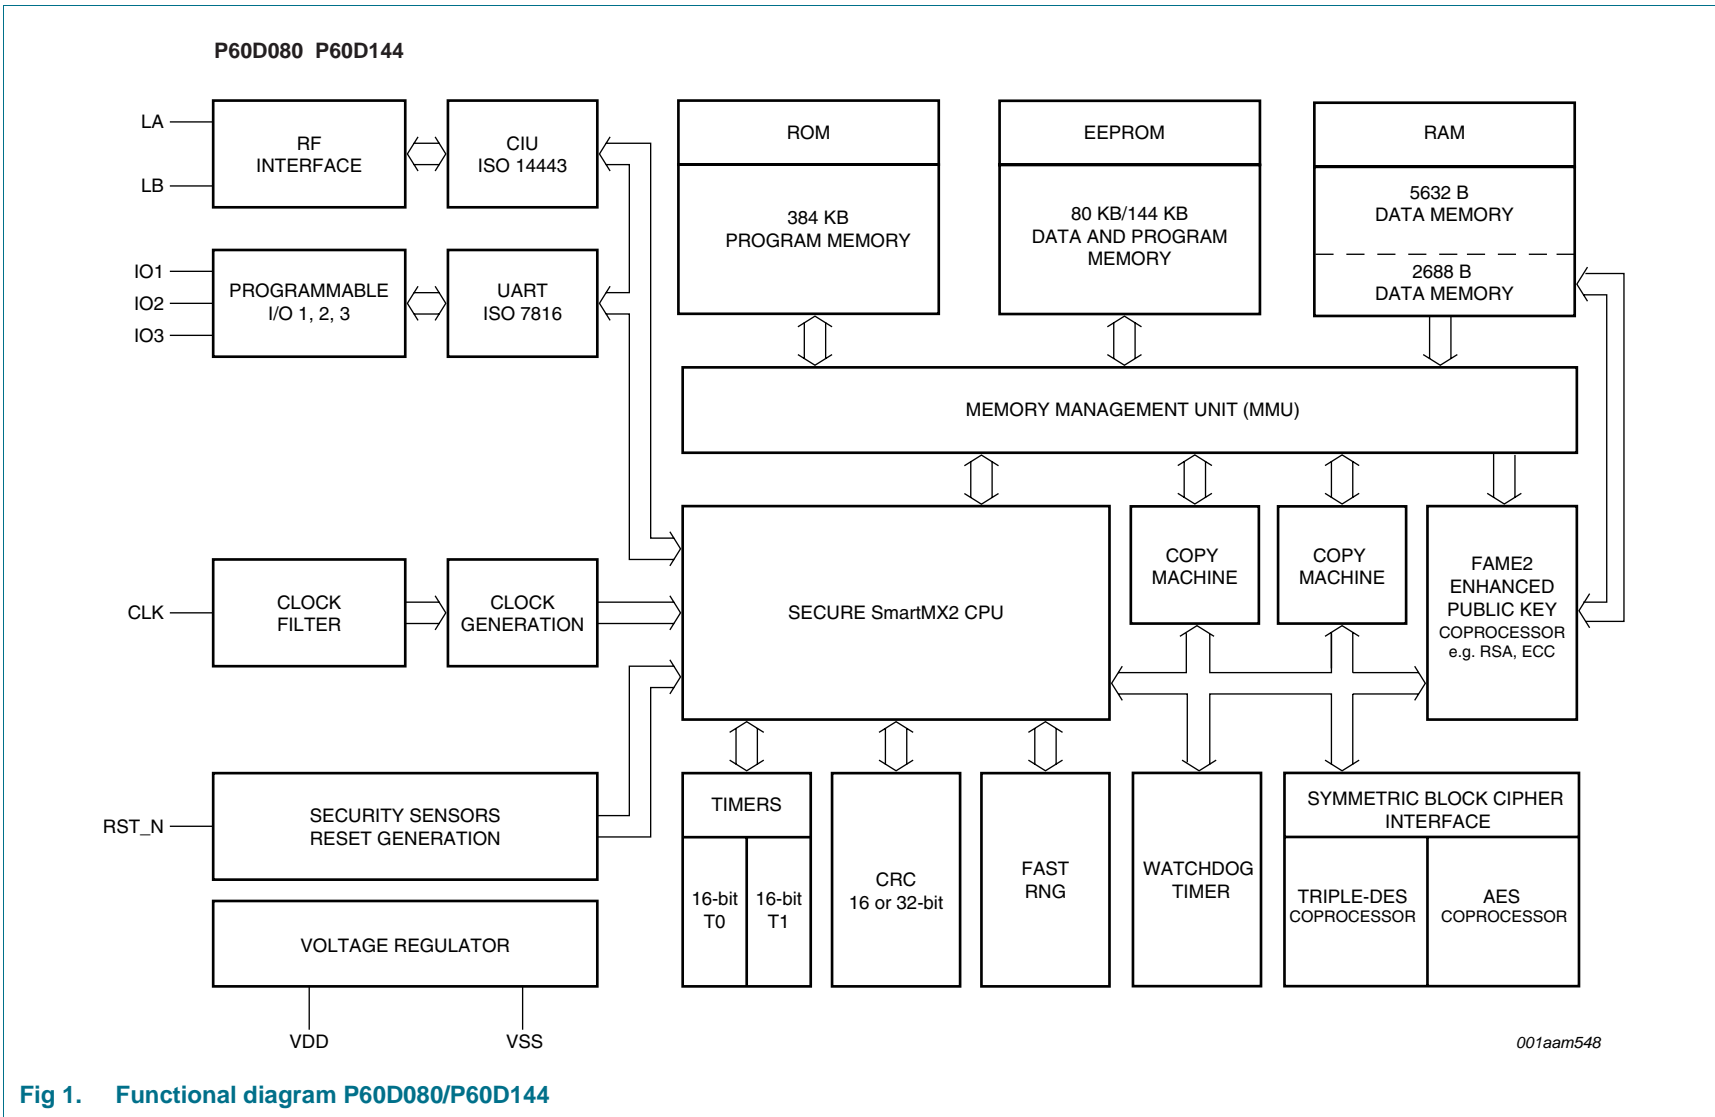 P60D080 P60D144
LA
LB
RF
INTERFACE
CIU
ISO 14443
IO1
IO2
IO3
PROGRAMMABLE
I/O 1, 2, 3
UART
ISO 7816
ROM
384 KB
PROGRAM MEMORY
EEPROM
80 KB/144 KB
DATA AND PROGRAM
MEMORY
RAM
5632 B
DATA MEMORY
2688 B
DATA MEMORY
MEMORY MANAGEMENT UNIT (MMU)
CLK
CLOCK
FILTER
CLOCK
GENERATION
SECURE SmartMX2 CPU
COPY
MACHINE
COPY
MACHINE
FAME2
ENHANCED
PUBLIC KEY
COPROCESSOR
e.g. RSA, ECC
RST_N
SECURITY SENSORS
RESET GENERATION
VOLTAGE REGULATOR
VDD
VSS
TIMERS
16-bit
T0
16-bit
T1
CRC
16 or 32-bit
FAST
RNG
WATCHDOG
TIMER
SYMMETRIC BLOCK CIPHER
INTERFACE
TRIPLE-DES
COPROCESSOR
AES
COPROCESSOR
001aam548
Fig 1. Functional diagram P60D080/P60D144